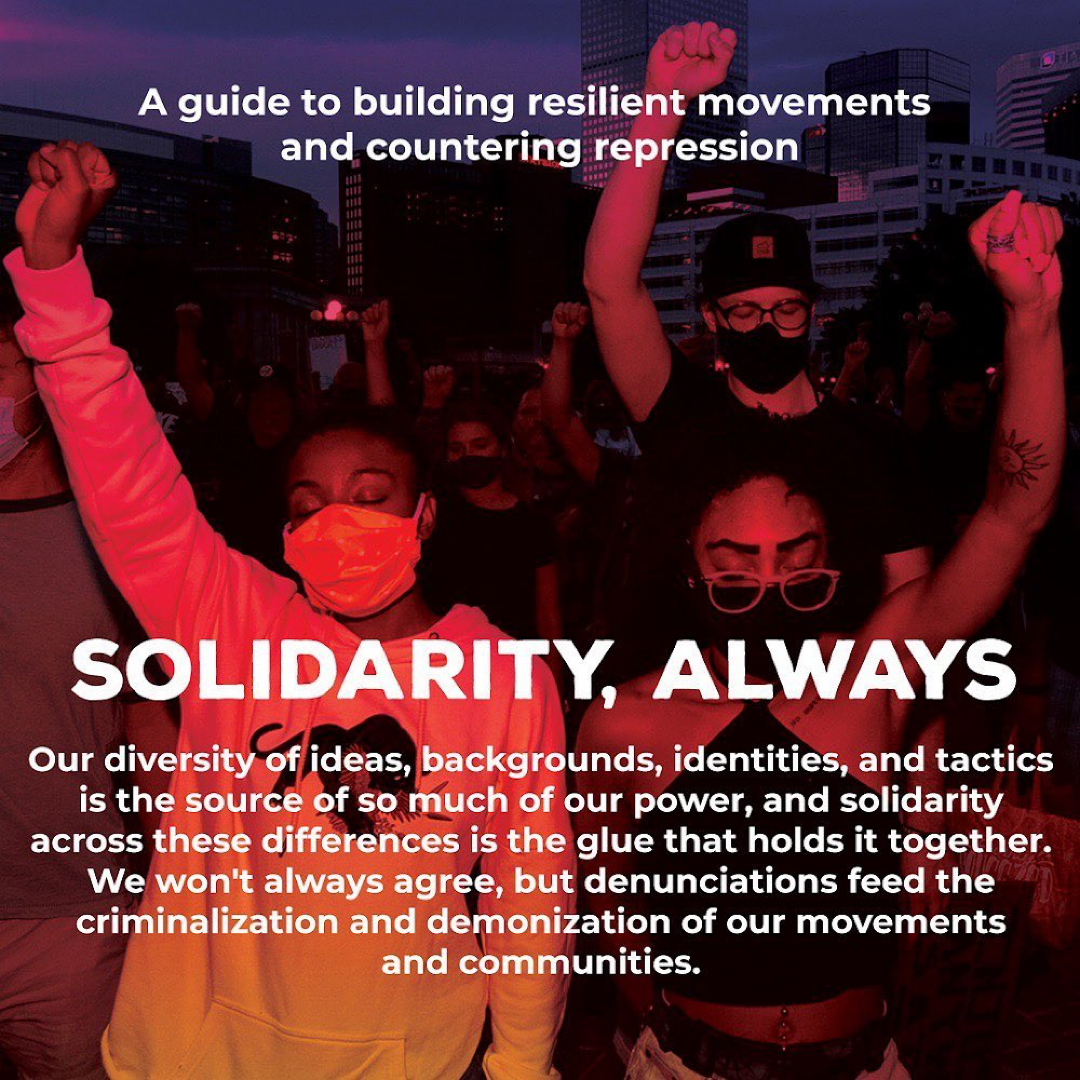 A guide to building resilient movements
and countering repression
SOLIDARITY, ALWAYS
Our diversity of ideas, backgrounds, identities, and tactics
is the source of so much of our power, and solidarity
across these differences is the glue that holds it together.
We won't always agree, but denunciations feed the
criminalization and demonization of our movements
and communities.